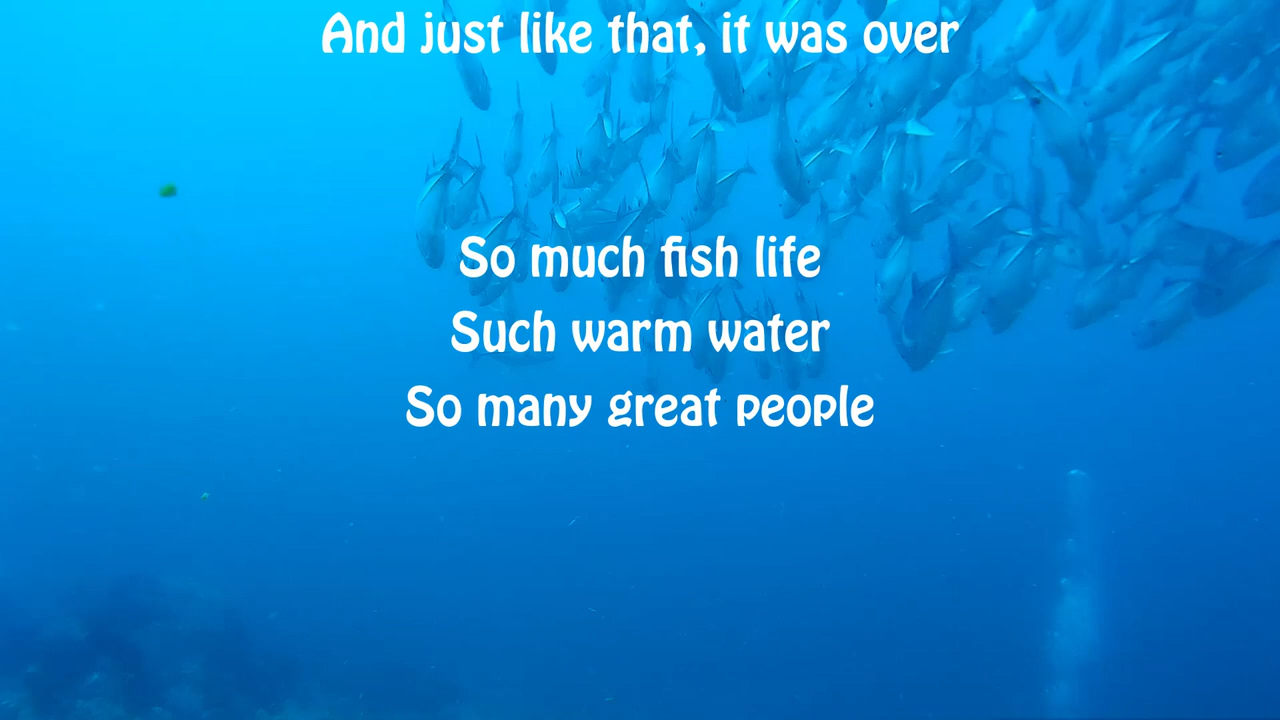 And just like that, it was over
So much fish life
Such warm water
So many great people